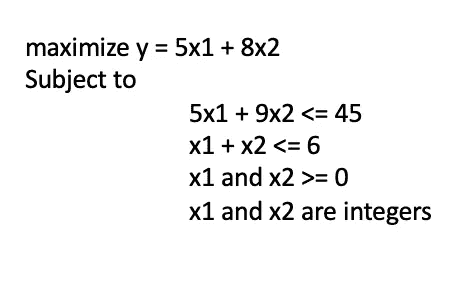 maximize y = 5x1 + 8x2
Subject to
5x1 + 9x2 <= 45
x1 + x2 <= 6
x1 and x2 >= 0
x1 and x2 are integers